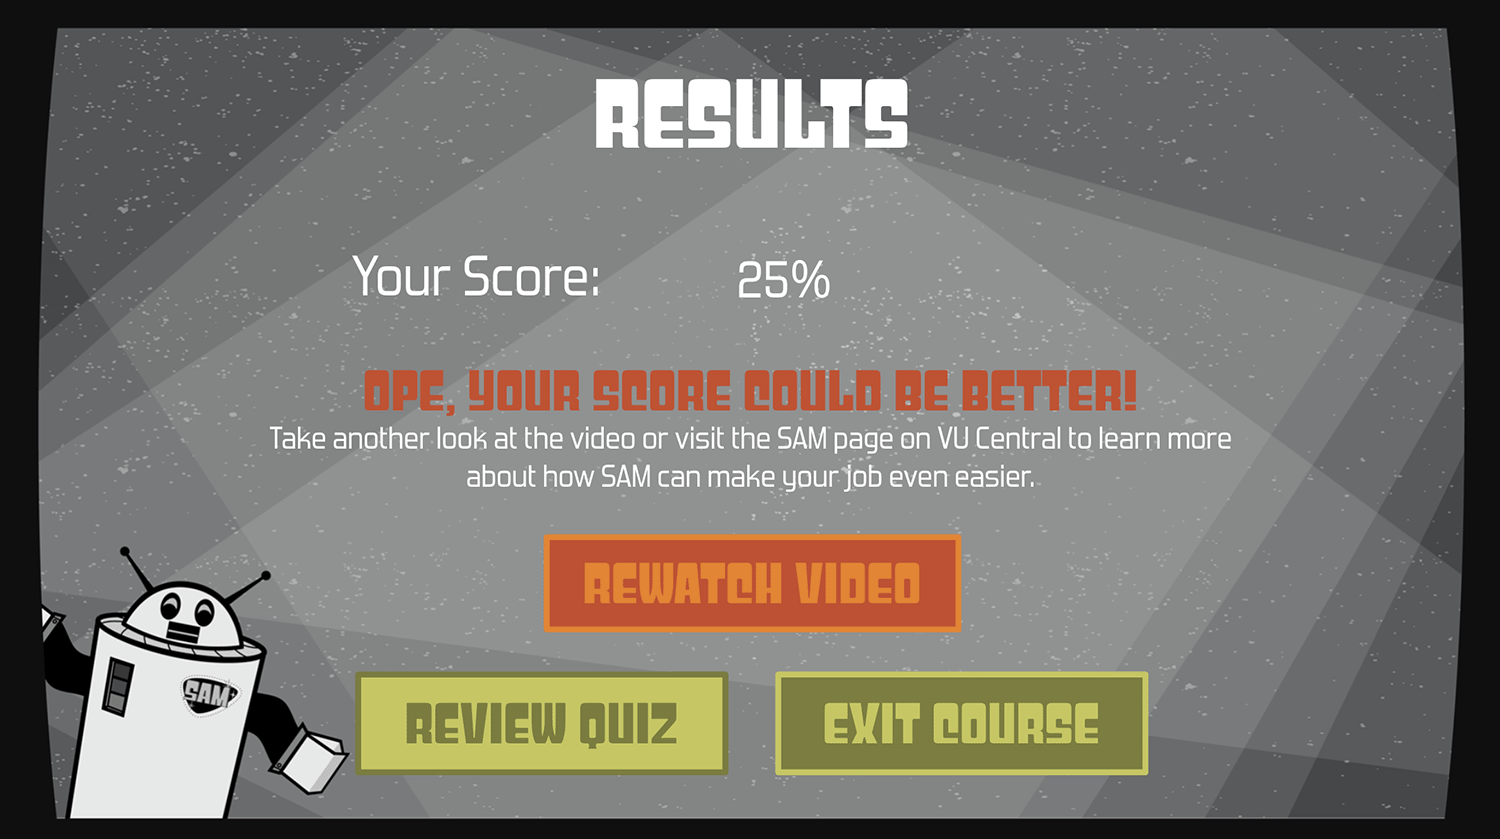 RESULTS
Your Score: 25%
OPE, YOUR SCORE COULD BE BETTER!
Take another look at the video or visit the SAM page on VU Central to learn more
about how SAM can make your job even easier.
REWATCH VIDEO
SAM
REVIEW QUIZ
EXIT COURSE